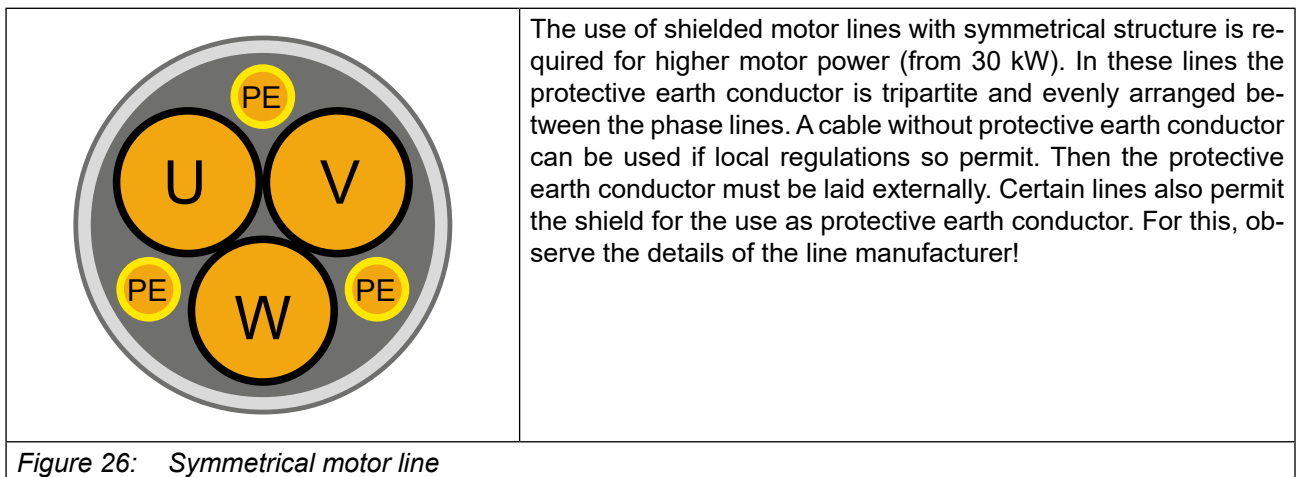 PE
U V
PE PE
W
The use of shielded motor lines with symmetrical structure is re-
quired for higher motor power (from 30 kW). In these lines the
protective earth conductor is tripartite and evenly arranged be-
tween the phase lines. A cable without protective earth conductor
can be used if local regulations so permit. Then the protective
earth conductor must be laid externally. Certain lines also permit
the shield for the use as protective earth conductor. For this, ob-
serve the details of the line manufacturer!
Figure 26: Symmetrical motor line